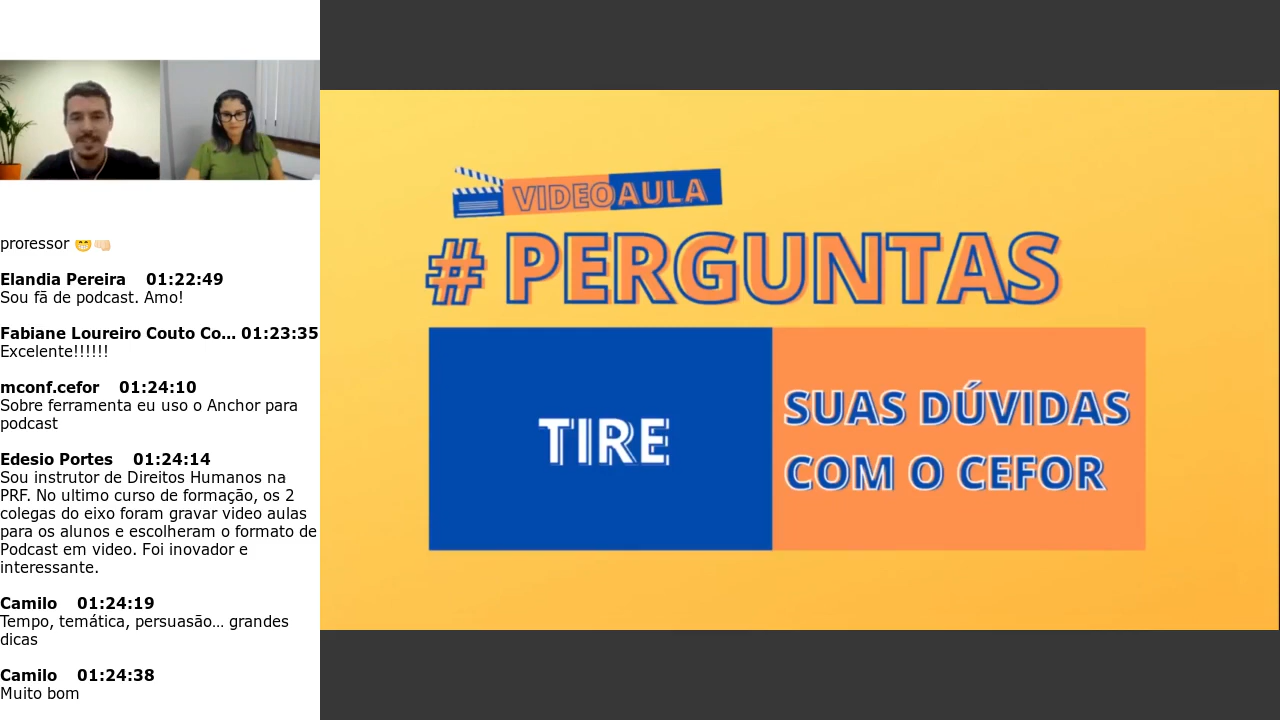 professor 😁👊🏻
Elandia Pereira 01:22:49
Sou fã de podcast. Amo!
Fabiane Loureiro Couto Co... 01:23:35
Excelente!!!!!!
mconf.cefor 01:24:10
Sobre ferramenta eu uso o Anchor para
podcast
Edesio Portes 01:24:14
Sou instrutor de Direitos Humanos na
PRF. No ultimo curso de formação, os 2
colegas do eixo foram gravar video aulas
para os alunos e escolheram o formato de
Podcast em video. Foi inovador e
interessante.
Camilo 01:24:19
Tempo, temática, persuasão... grandes
dicas
Camilo 01:24:38
Muito bom
VIDEOAULA
# PERGUNTAS
TIRE
SUAS DÚVIDAS
COM O CEFOR